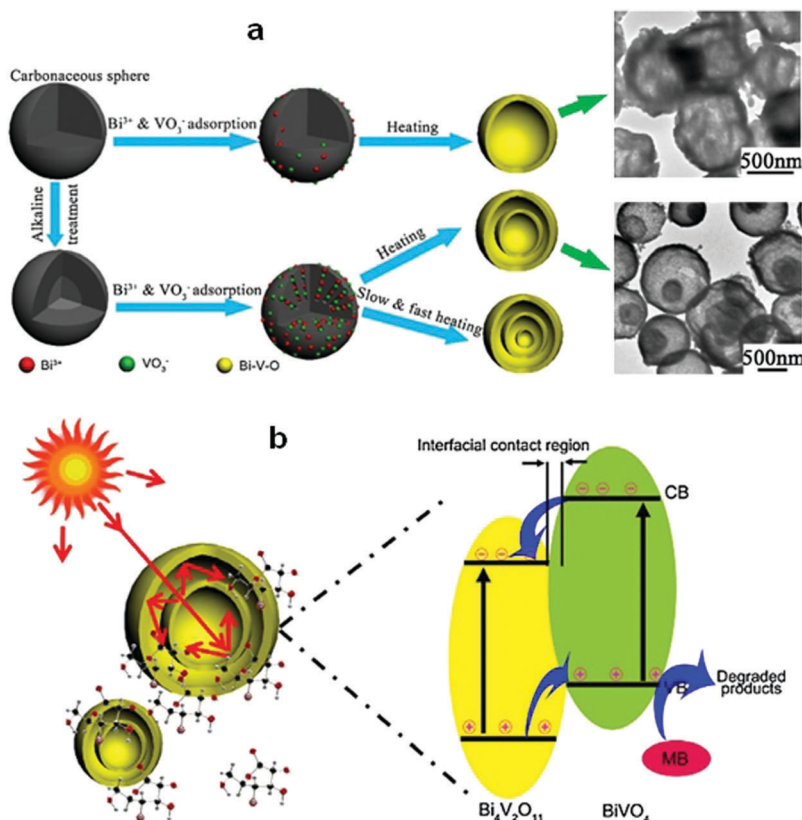 a
Carbonaceous sphere
Bi³⁺ & VO₃⁻ adsorption
Heating
500nm
Alkaline
treatment
Heating
Bi³⁺ & VO₃⁻ adsorption
Slow & fast heating
500nm
Bi³⁺
VO₃⁻
Bi-V-O
b
Interfacial contact region
CB
VB
Degraded
products
MB
Bi₄V₂O₁₁
BiVO₄